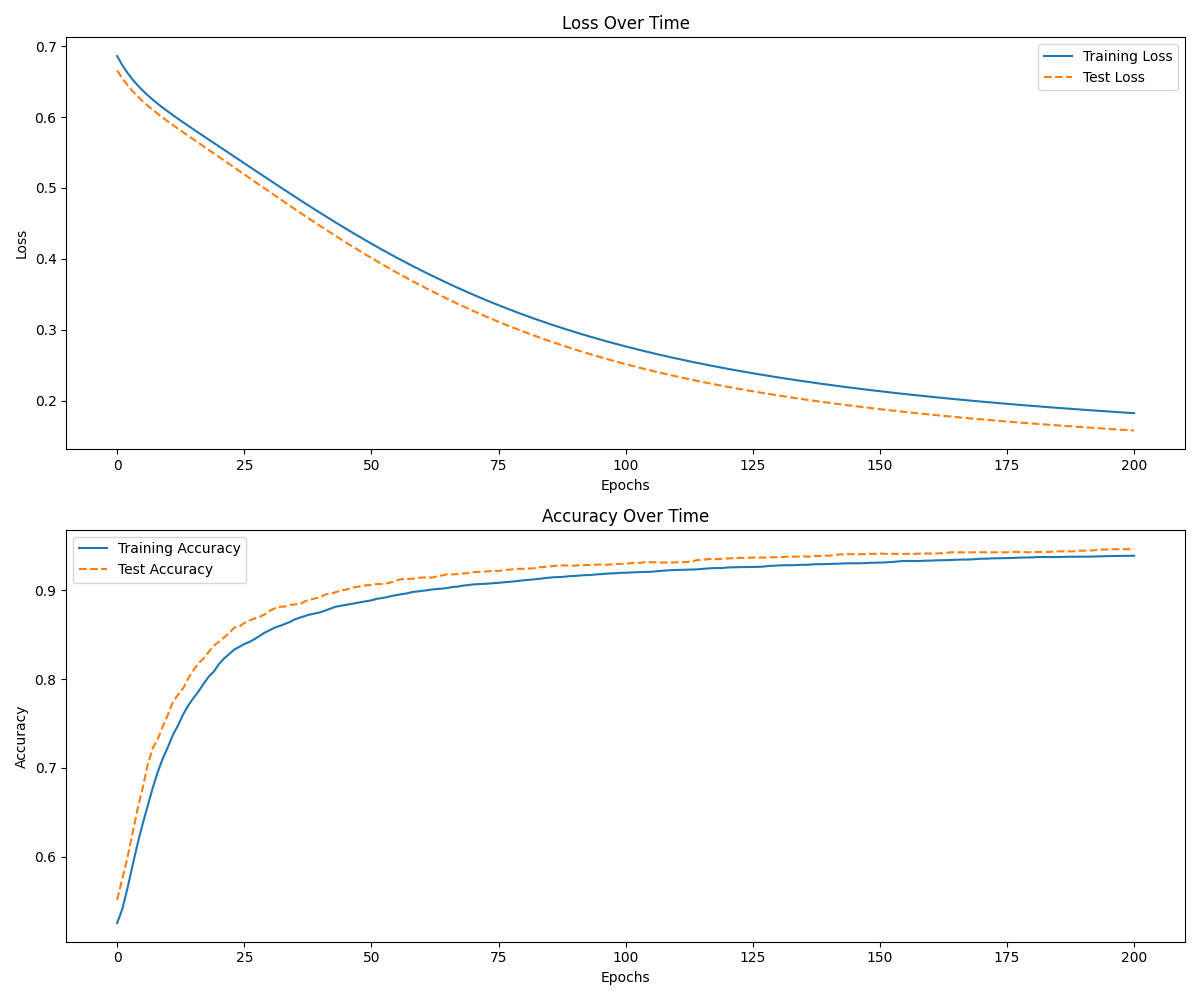 Loss Over Time
Training Loss
Test Loss
0.7
0.6
0.5
0.4
0.3
0.2
Loss
0 25 50 75 100 125 150 175 200
Epochs
Accuracy Over Time
Training Accuracy
Test Accuracy
0.9
0.8
0.7
0.6
Accuracy
0 25 50 75 100 125 150 175 200
Epochs